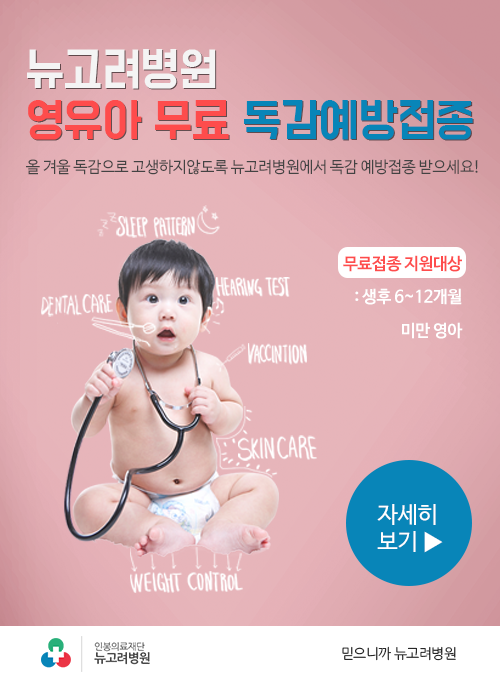 뉴고려병원
영유아 무료 독감예방접종
올 겨울 독감으로 고생하지않도록 뉴고려병원에서 독감 예방접종 받으세요!
SLEEP PATTERN
HEARING TEST
DENTAL CARE
무료접종 지원대상
: 생후 6~12개월
미만 영아
VACCINTION
SKIN CARE
자세히
보기 ▶
WEIGHT CONTROL
인봉의료재단
뉴고려병원
믿으니까 뉴고려병원